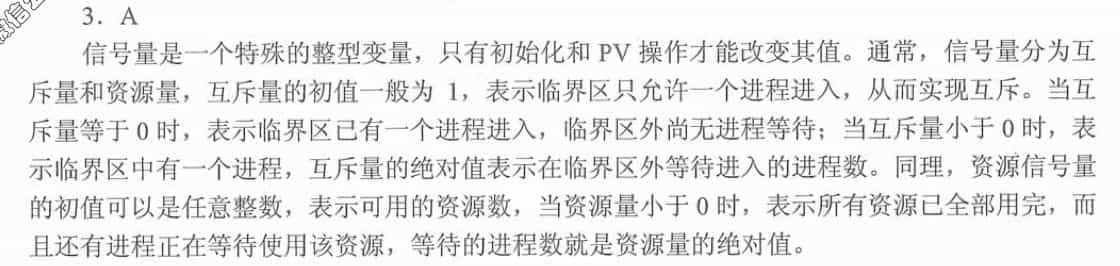 微信公
3．A
信号量是一个特殊的整型变量，只有初始化和 PV 操作才能改变其值。通常，信号量分为互
斥量和资源量，互斥量的初值一般为 1，表示临界区只允许一个进程进入，从而实现互斥。当互
斥量等于 0 时，表示临界区已有一个进程进入，临界区外尚无进程等待；当互斥量小于 0 时，表
示临界区中有一个进程，互斥量的绝对值表示在临界区外等待进入的进程数。同理，资源信号量
的初值可以是任意整数，表示可用的资源数，当资源量小于 0 时，表示所有资源已全部用完，而
且还有进程正在等待使用该资源，等待的进程数就是资源量的绝对值。